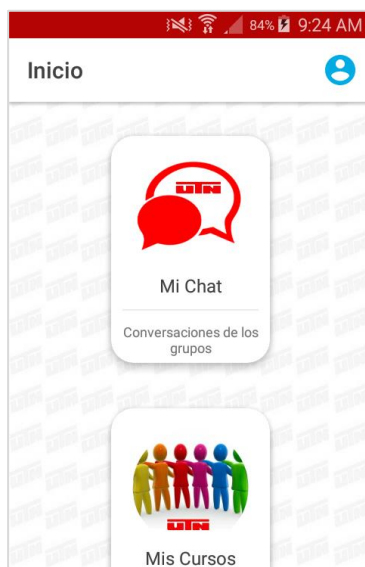 84% 9:24 AM
Inicio
UTN
Mi Chat
Conversaciones de los
grupos
UTN
Mis Cursos